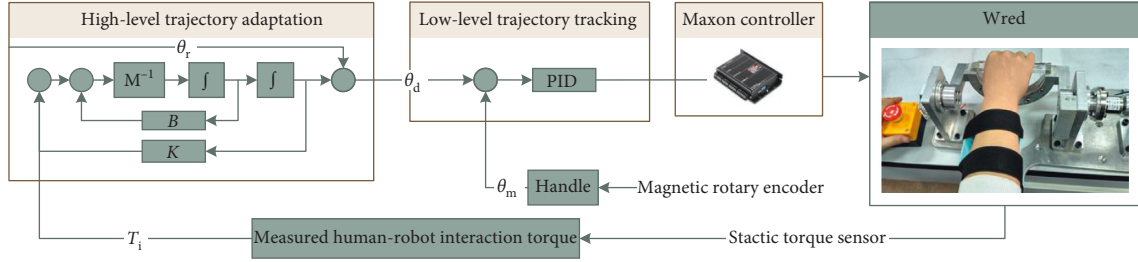 High-level trajectory adaptation
Low-level trajectory tracking
Maxon controller
Wred
θr
M⁻¹
∫
∫
θd
PID
B
K
θm
Handle
Magnetic rotary encoder
Ti
Measured human-robot interaction torque
Stactic torque sensor